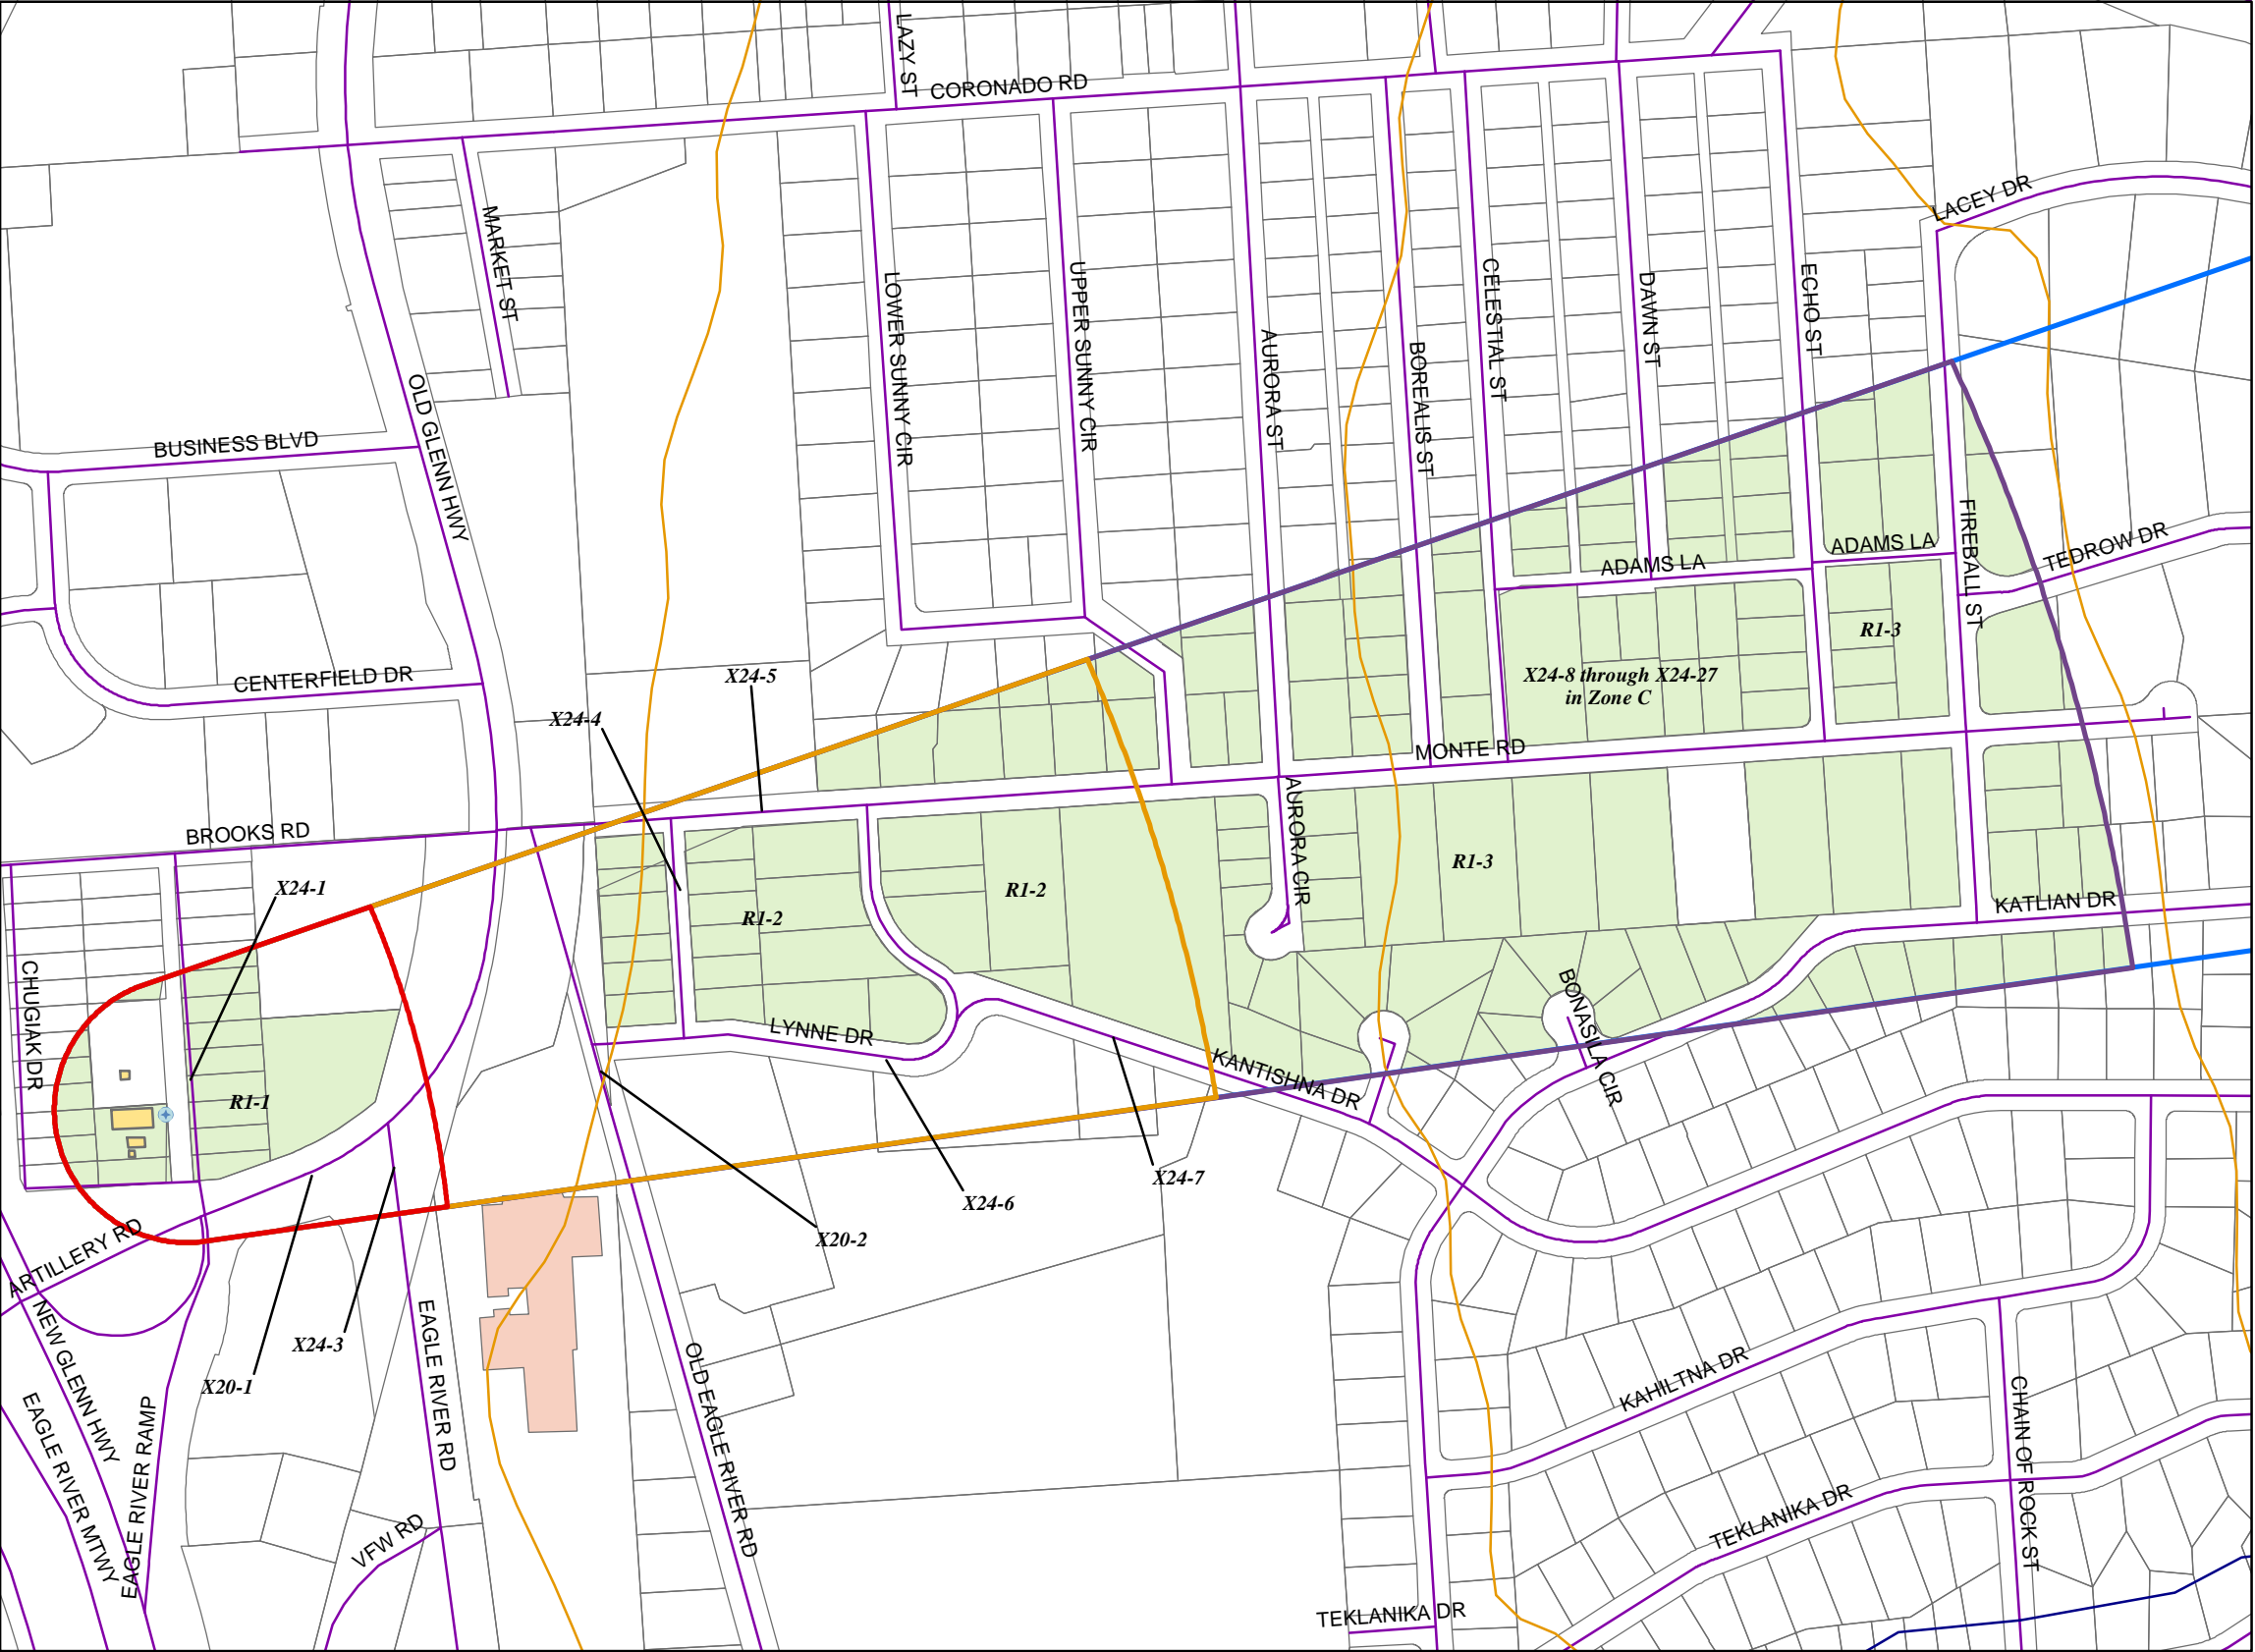 LAZY ST
CORONADO RD
LACEY DR
MARKET ST
LOWER SUNNY CIR
UPPER SUNNY CIR
AURORA ST
BOREALIS ST
CELESTIAL ST
DAWN ST
ECHO ST
OLD GLENN HWY
BUSINESS BLVD
FIREBALL ST
TEDROW DR
ADAMS LA
ADAMS LA
R1-3
CENTERFIELD DR
X24-5
X24-4
X24-8 through X24-27
in Zone C
MONTE RD
BROOKS RD
AURORA CIR
R1-3
X24-1
R1-2
R1-2
KATLIAN DR
CHUGIAK DR
BONASILA CIR
LYNNE DR
KANTISHNA DR
R1-1
X24-7
X24-6
X20-2
ARTILLERY RD
NEW GLENN HWY
X24-3
X20-1
EAGLE RIVER RD
OLD EAGLE RIVER RD
KAHILTNA DR
CHAIN OF ROCK ST
EAGLE RIVER MTWY
EAGLE RIVER RAMP
VFW RD
TEKLANIKA DR
TEKLANIKA DR